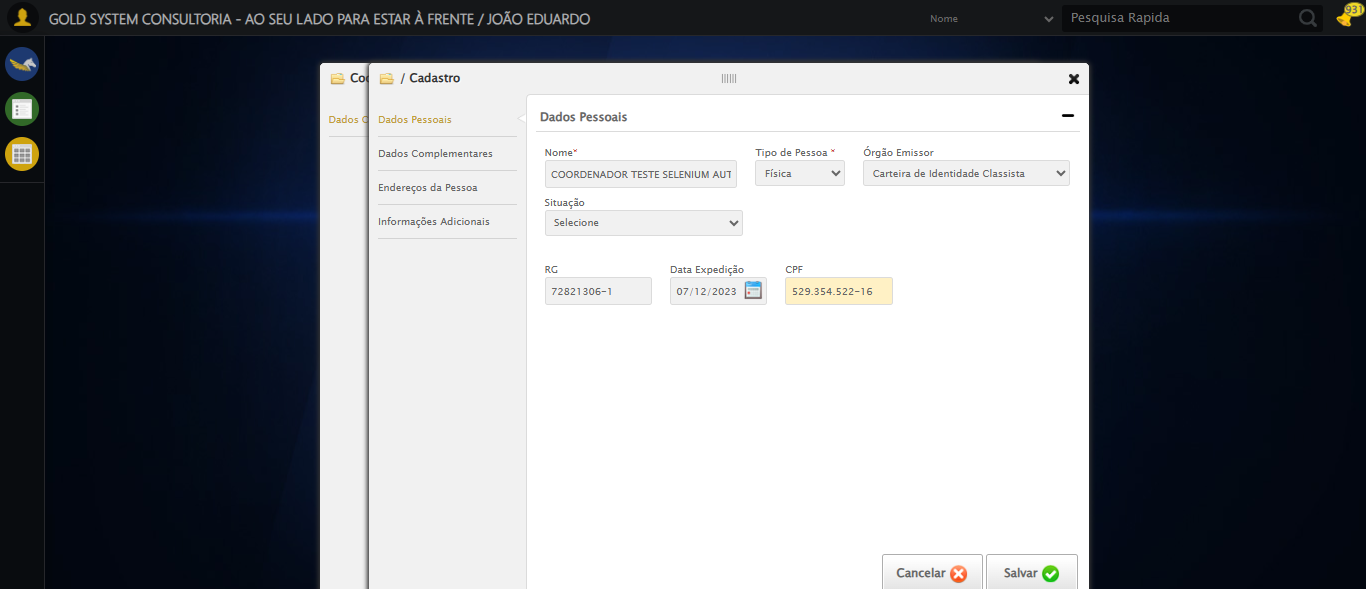 GOLD SYSTEM CONSULTORIA - AO SEU LADO PARA ESTAR À FRENTE / JOÃO EDUARDO
Nome
Pesquisa Rapida
931
Coo
/ Cadastro
Dados C
Dados Pessoais
Dados Complementares
Endereços da Pessoa
Informações Adicionais
Dados Pessoais
Nome* Tipo de Pessoa * Órgão Emissor
COORDENADOR TESTE SELENIUM AUT Física Carteira de Identidade Classista
Situação
Selecione
RG Data Expedição CPF
72821306-1 07/12/2023 529.354.522-16
Cancelar Salvar